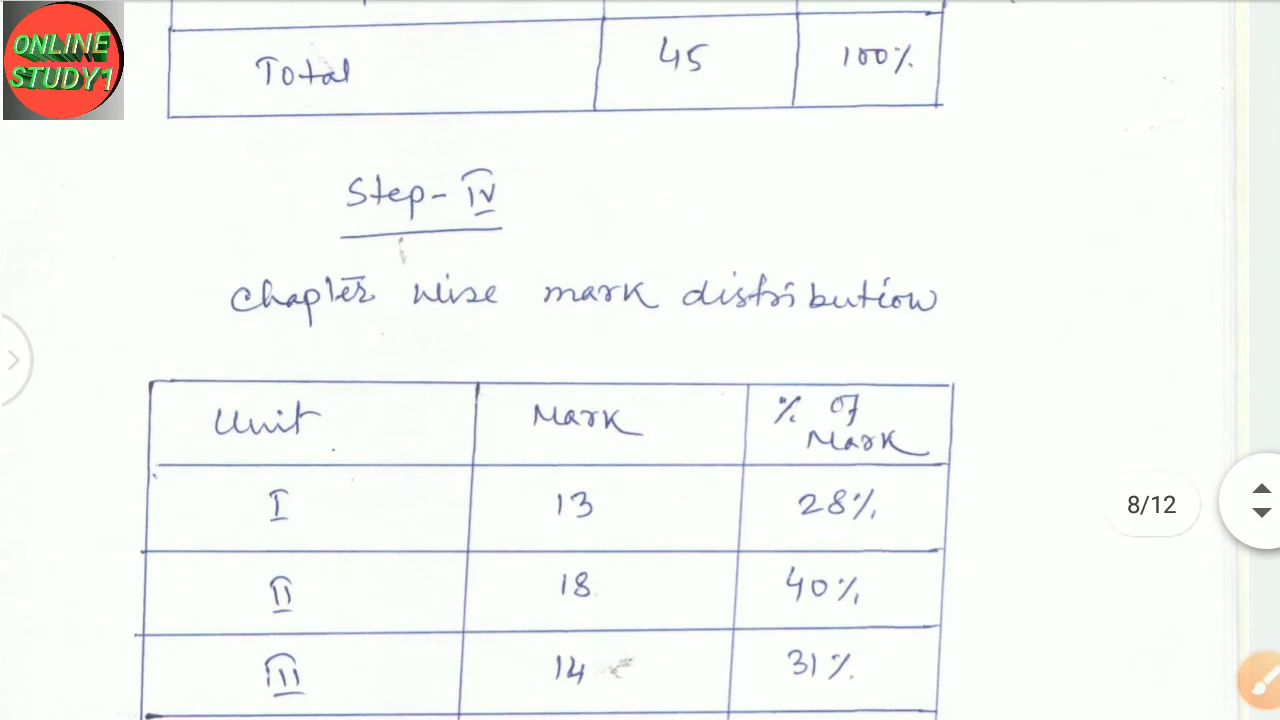 ONLINE
STUDY1
Total 45 100%
Step-IV
Chapter wise mark distribution
Unit Mark % of Mark
I 13 28%
II 18 40%
III 14 31%
8/12